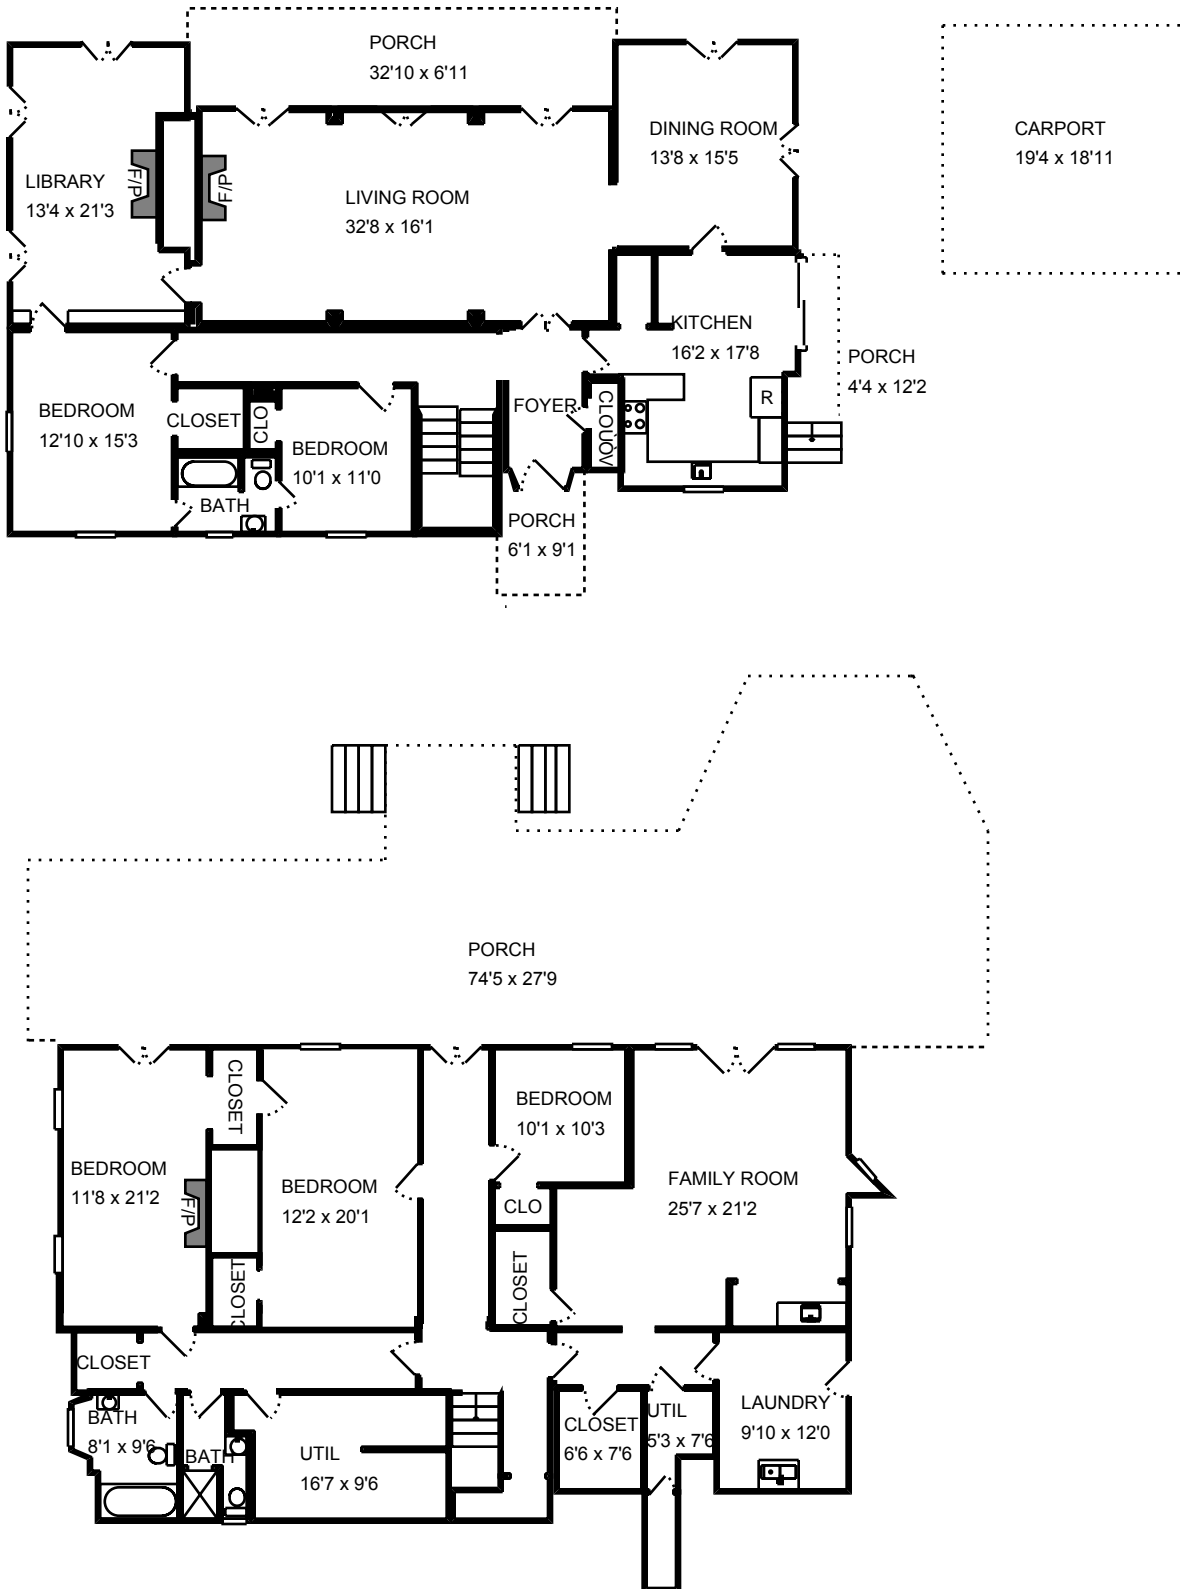 PORCH
32'10 x 6'11
DINING ROOM
13'8 x 15'5
CARPORT
19'4 x 18'11
LIBRARY
13'4 x 21'3
F/P
F/P
LIVING ROOM
32'8 x 16'1
KITCHEN
16'2 x 17'8
PORCH
4'4 x 12'2
R
BEDROOM
12'10 x 15'3
CLOSET
CLO
BEDROOM
10'1 x 11'0
FOYER
CLO
BATH
PORCH
6'1 x 9'1
PORCH
74'5 x 27'9
CLOSET
BEDROOM
10'1 x 10'3
BEDROOM
11'8 x 21'2
F/P
BEDROOM
12'2 x 20'1
FAMILY ROOM
25'7 x 21'2
CLO
CLOSET
CLOSET
CLOSET
BATH
8'1 x 9'6
BATH
UTIL
16'7 x 9'6
CLOSET
6'6 x 7'6
UTIL
5'3 x 7'6
LAUNDRY
9'10 x 12'0